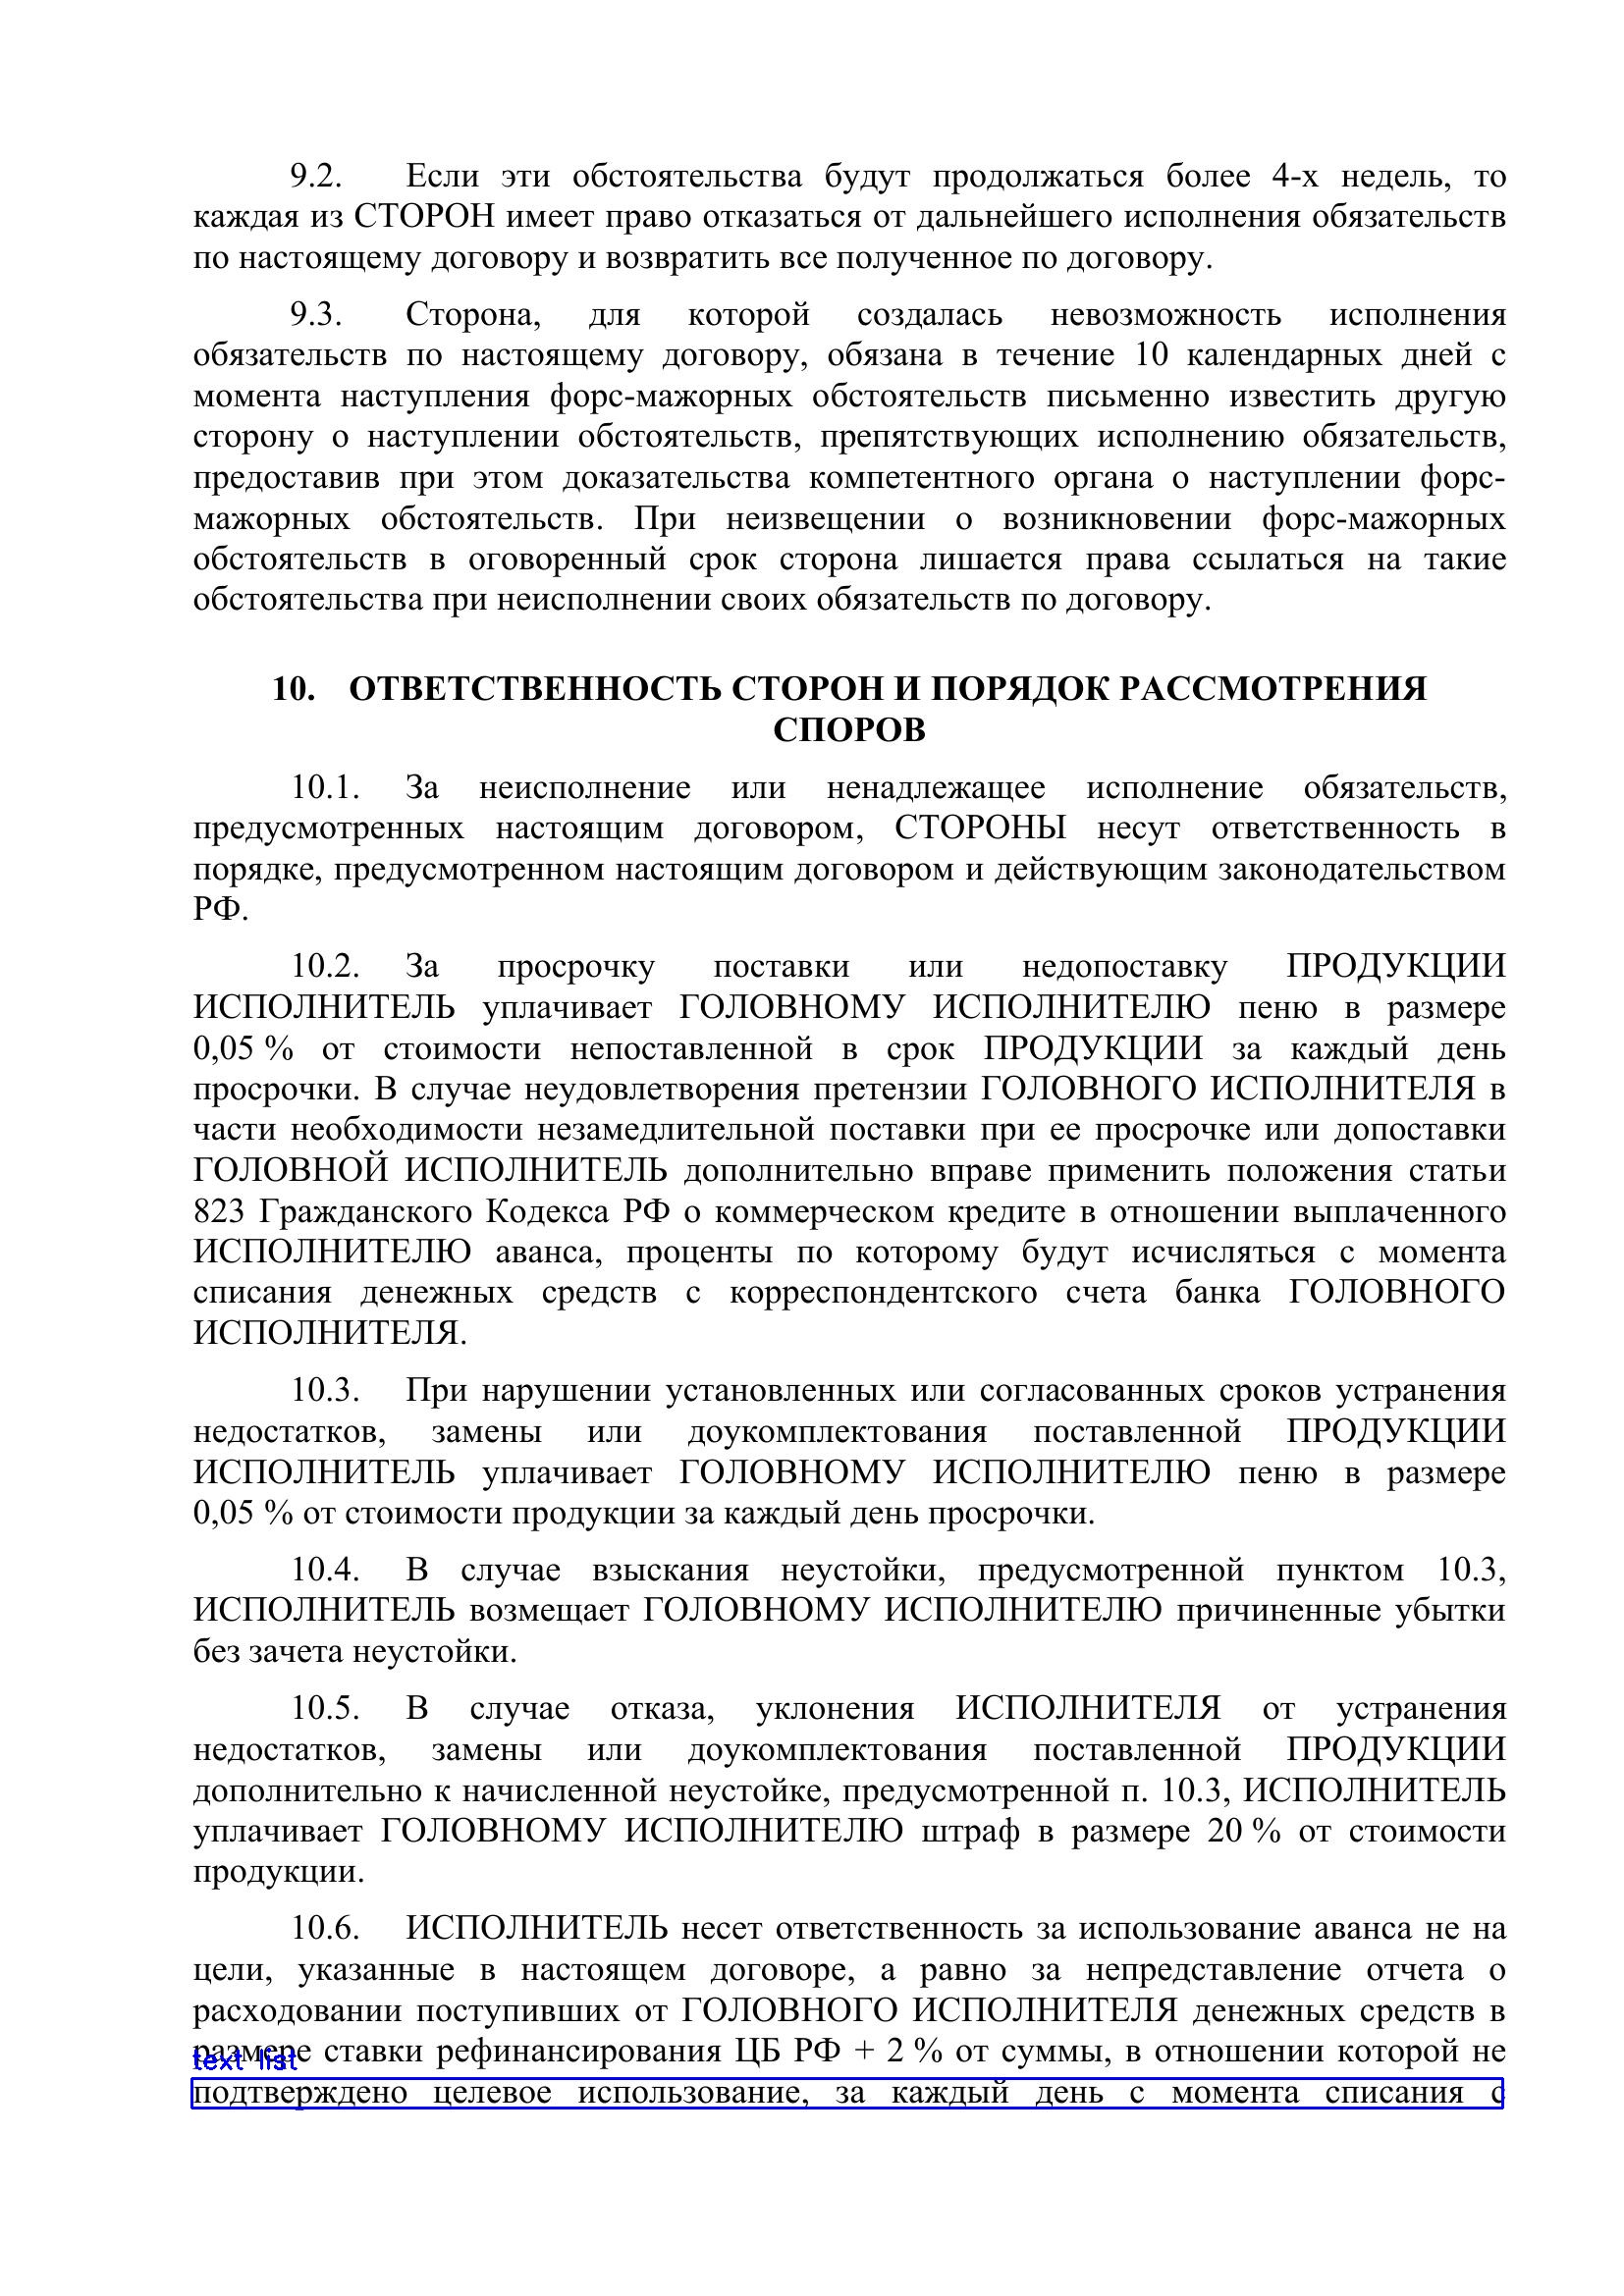 9.2. Если эти обстоятельства будут продолжаться более 4-х недель, то
каждая из СТОРОН имеет право отказаться от дальнейшего исполнения обязательств
по настоящему договору и возвратить все полученное по договору.
9.3. Сторона, для которой создалась невозможность исполнения
обязательств по настоящему договору, обязана в течение 10 календарных дней с
момента наступления форс-мажорных обстоятельств письменно известить другую
сторону о наступлении обстоятельств, препятствующих исполнению обязательств,
предоставив при этом доказательства компетентного органа о наступлении форс-
мажорных обстоятельств. При неизвещении о возникновении форс-мажорных
обстоятельств в оговоренный срок сторона лишается права ссылаться на такие
обстоятельства при неисполнении своих обязательств по договору.
10. ОТВЕТСТВЕННОСТЬ СТОРОН И ПОРЯДОК РАССМОТРЕНИЯ
СПОРОВ
10.1. За неисполнение или ненадлежащее исполнение обязательств,
предусмотренных настоящим договором, СТОРОНЫ несут ответственность в
порядке, предусмотренном настоящим договором и действующим законодательством
РФ.
10.2. За просрочку поставки или недопоставку ПРОДУКЦИИ
ИСПОЛНИТЕЛЬ уплачивает ГОЛОВНОМУ ИСПОЛНИТЕЛЮ пеню в размере
0,05 % от стоимости непоставленной в срок ПРОДУКЦИИ за каждый день
просрочки. В случае неудовлетворения претензии ГОЛОВНОГО ИСПОЛНИТЕЛЯ в
части необходимости незамедлительной поставки при ее просрочке или допоставки
ГОЛОВНОЙ ИСПОЛНИТЕЛЬ дополнительно вправе применить положения статьи
823 Гражданского Кодекса РФ о коммерческом кредите в отношении выплаченного
ИСПОЛНИТЕЛЮ аванса, проценты по которому будут исчисляться с момента
списания денежных средств с корреспондентского счета банка ГОЛОВНОГО
ИСПОЛНИТЕЛЯ.
10.3. При нарушении установленных или согласованных сроков устранения
недостатков, замены или доукомплектования поставленной ПРОДУКЦИИ
ИСПОЛНИТЕЛЬ уплачивает ГОЛОВНОМУ ИСПОЛНИТЕЛЮ пеню в размере
0,05 % от стоимости продукции за каждый день просрочки.
10.4. В случае взыскания неустойки, предусмотренной пунктом 10.3,
ИСПОЛНИТЕЛЬ возмещает ГОЛОВНОМУ ИСПОЛНИТЕЛЮ причиненные убытки
без зачета неустойки.
10.5. В случае отказа, уклонения ИСПОЛНИТЕЛЯ от устранения
недостатков, замены или доукомплектования поставленной ПРОДУКЦИИ
дополнительно к начисленной неустойке, предусмотренной п. 10.3, ИСПОЛНИТЕЛЬ
уплачивает ГОЛОВНОМУ ИСПОЛНИТЕЛЮ штраф в размере 20 % от стоимости
продукции.
10.6. ИСПОЛНИТЕЛЬ несет ответственность за использование аванса не на
цели, указанные в настоящем договоре, а равно за непредставление отчета о
расходовании поступивших от ГОЛОВНОГО ИСПОЛНИТЕЛЯ денежных средств в
размере ставки рефинансирования ЦБ РФ + 2 % от суммы, в отношении которой не
text list
подтверждено целевое использование, за каждый день с момента списания с